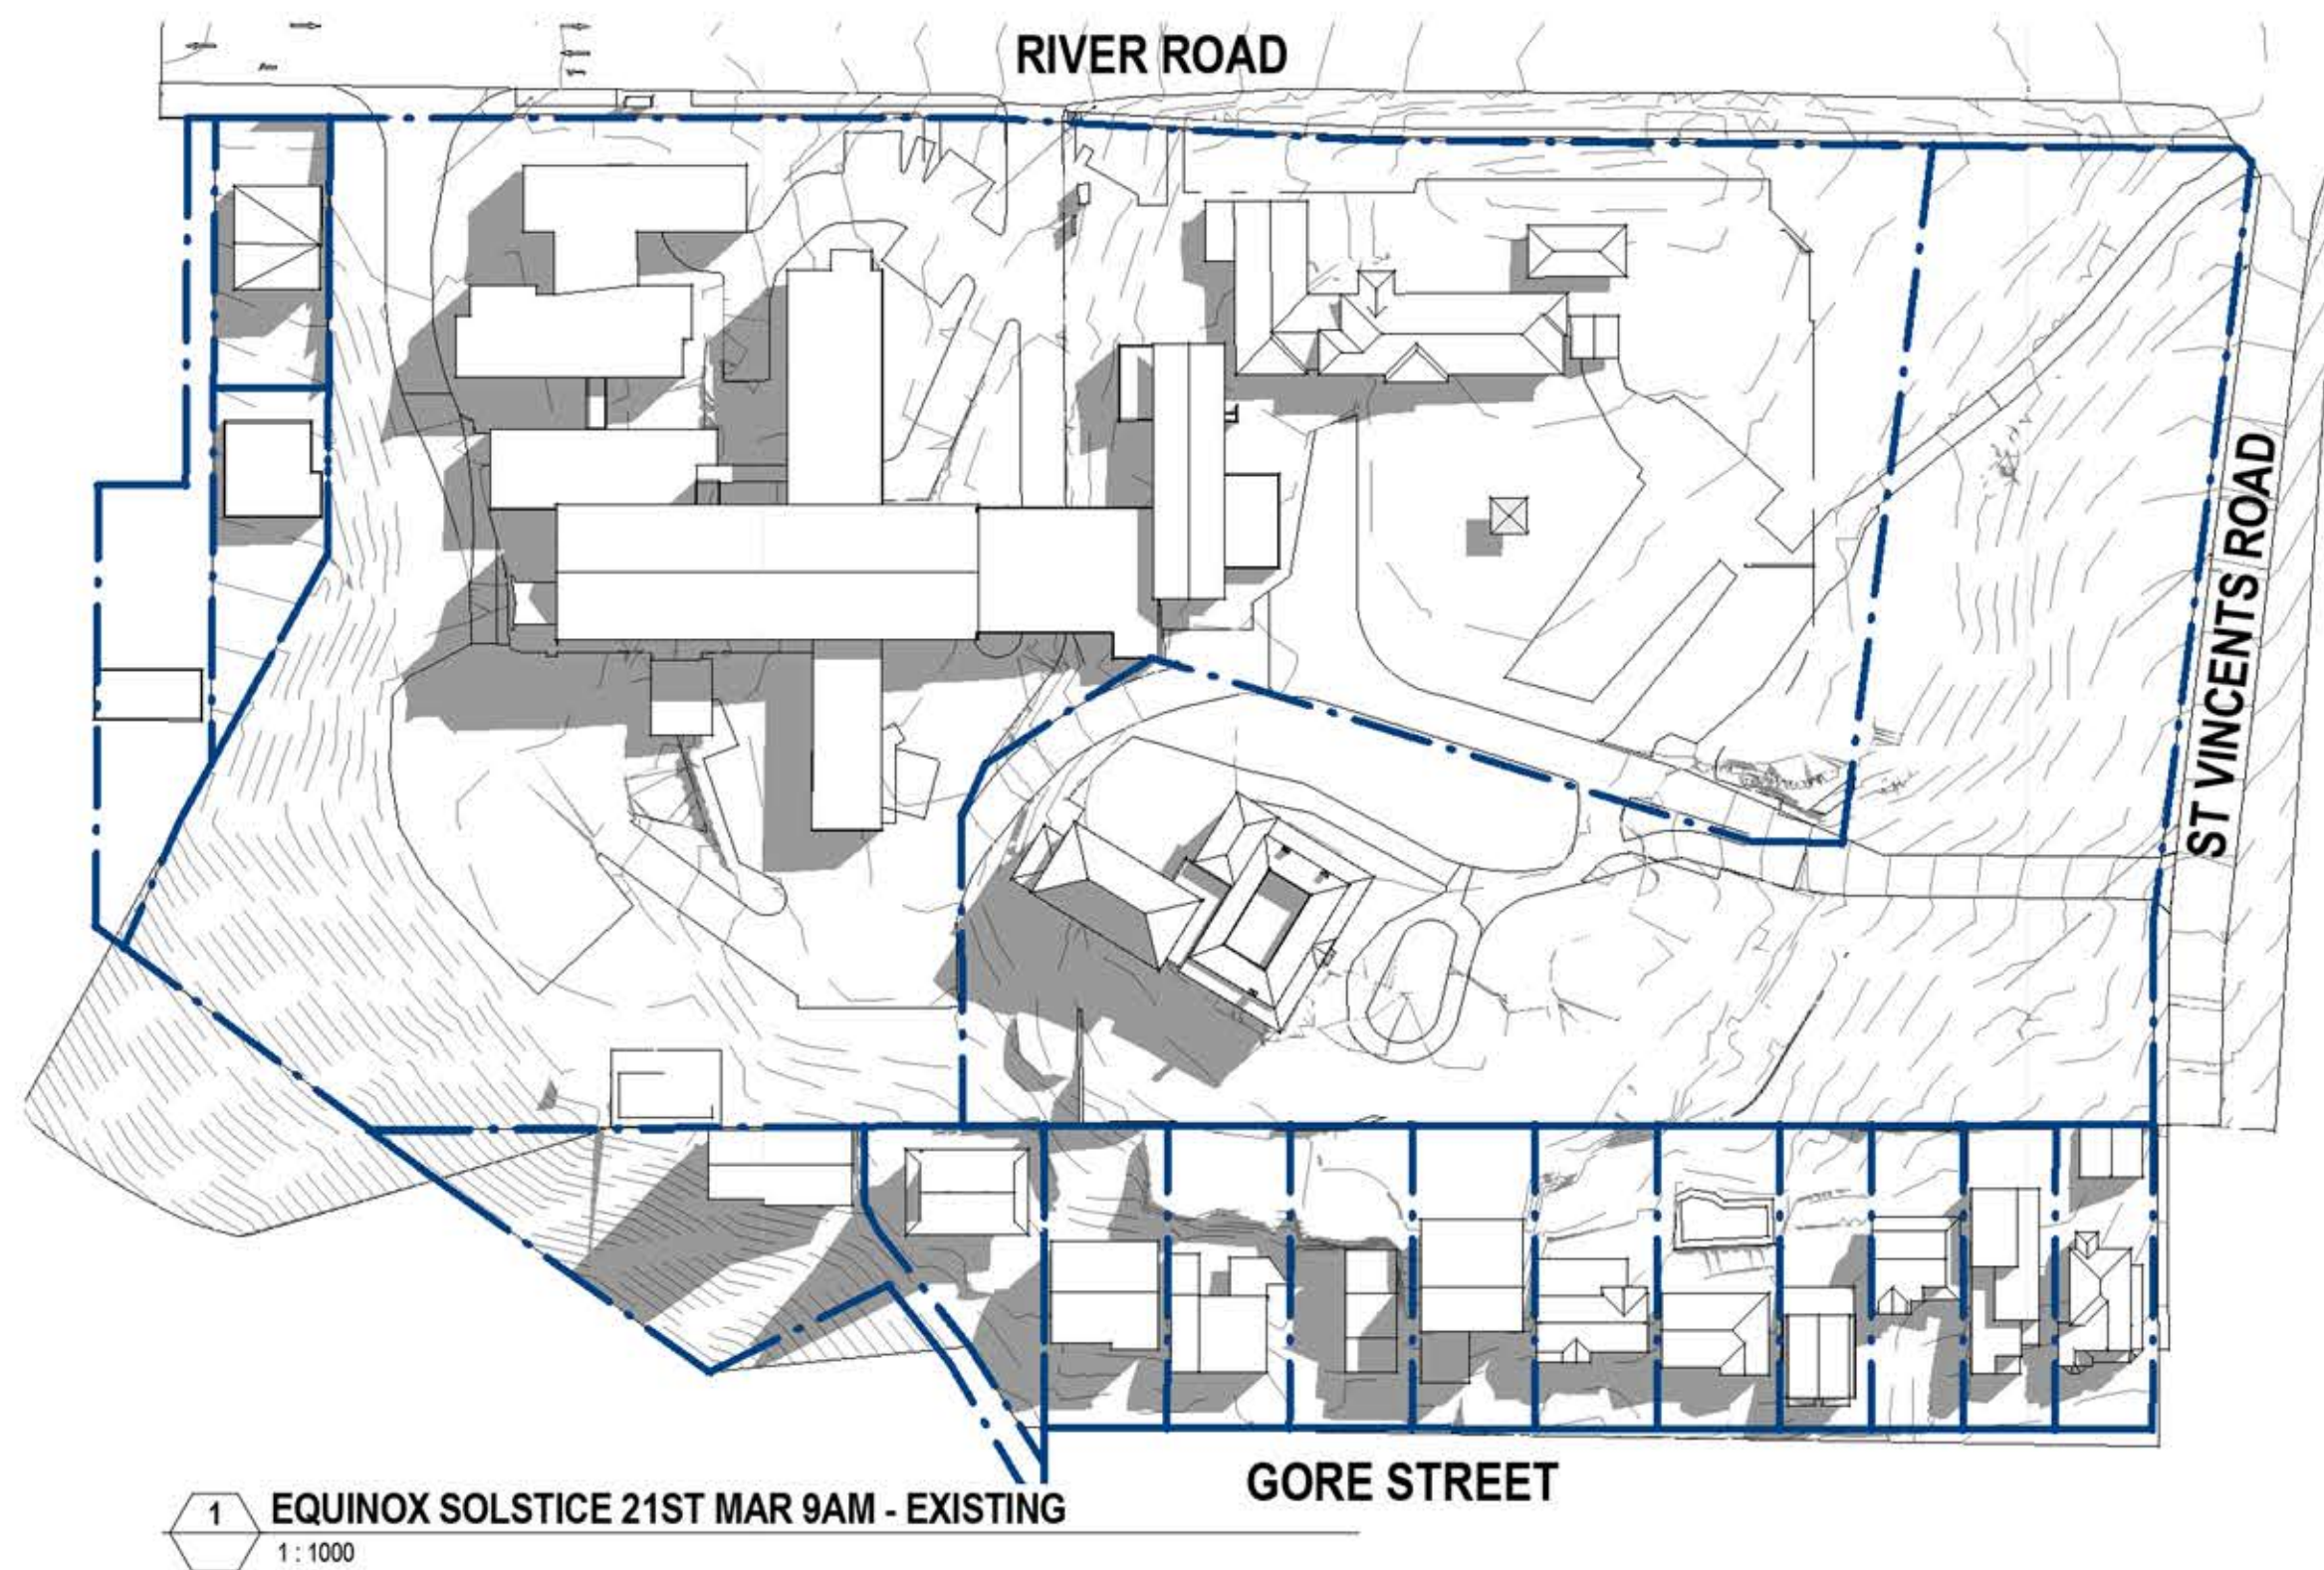 RIVER ROAD
ST VINCENTS ROAD
GORE STREET
1
EQUINOX SOLSTICE 21ST MAR 9AM - EXISTING
1 : 1000